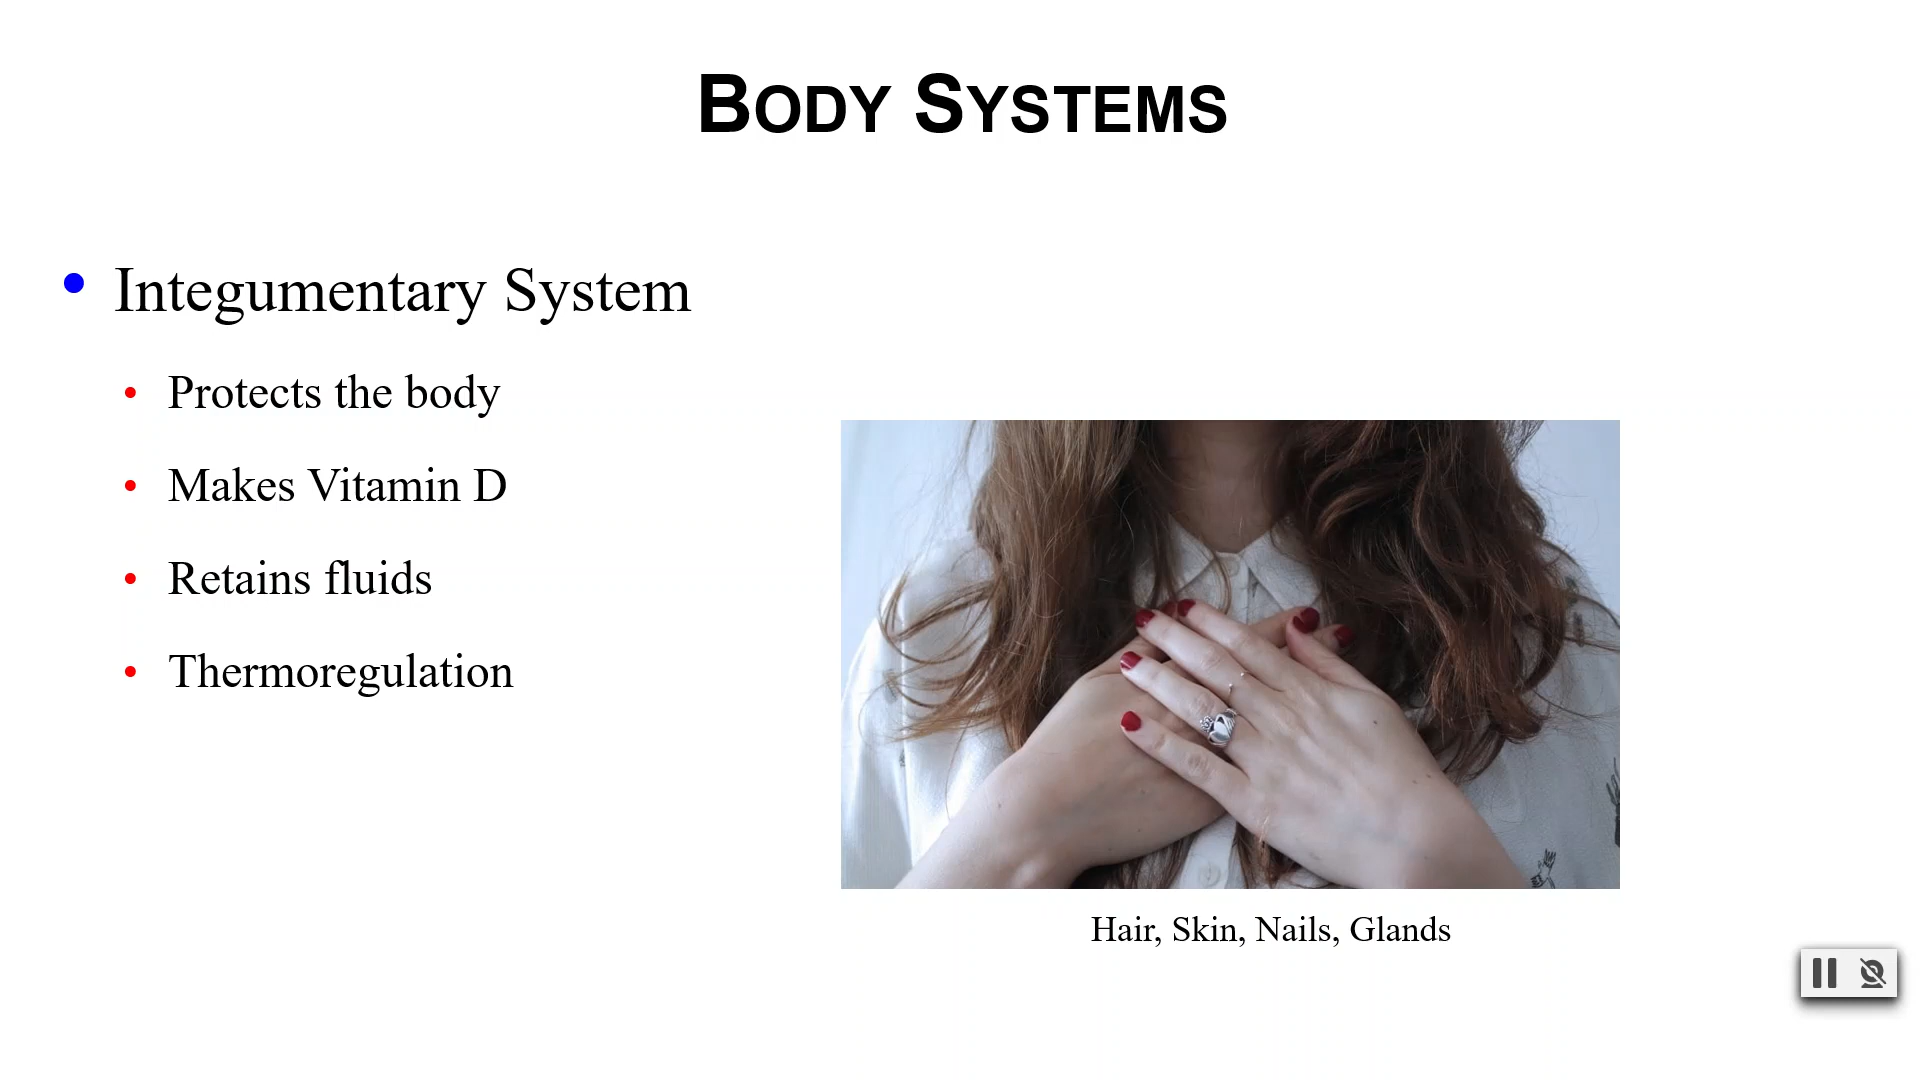 Body Systems
Integumentary System
Protects the body
Makes Vitamin D
Retains fluids
Thermoregulation
Hair, Skin, Nails, Glands